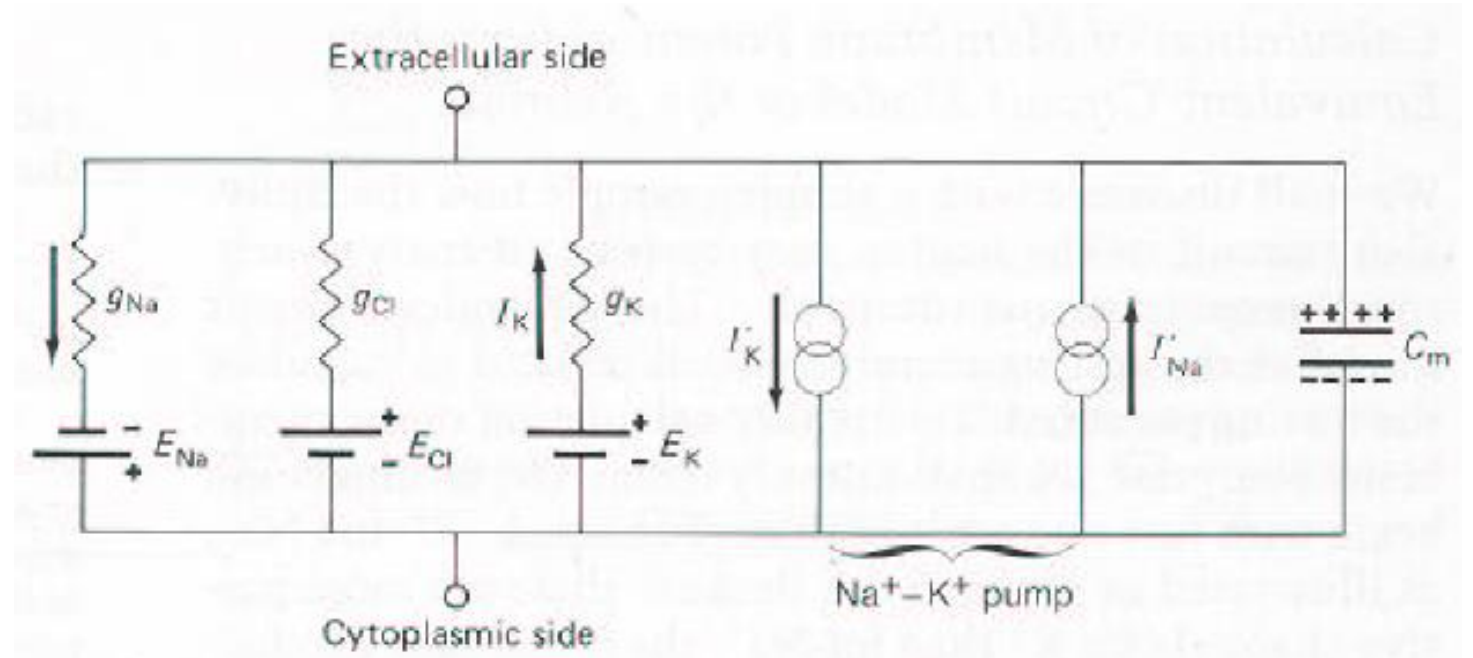 Extracellular side
g_Na
g_Cl
I_K
g_K
I'_K
I'_Na
+ + + +
C_m
- - - -
-
E_Na
+
+
E_Cl
-
+
E_K
-
Na⁺–K⁺ pump
Cytoplasmic side